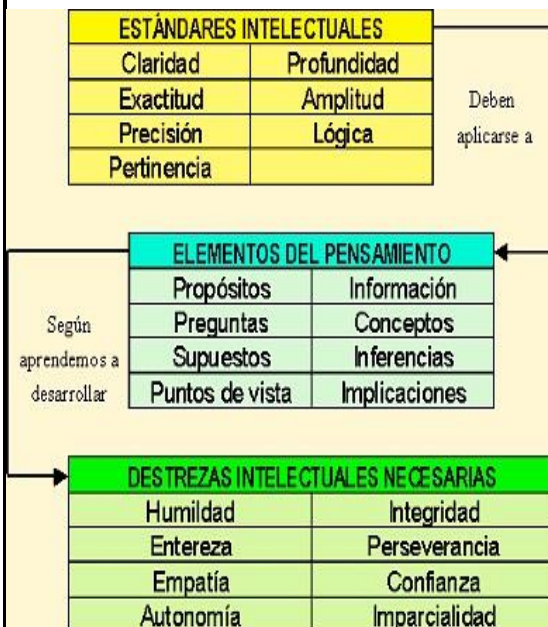 ESTÁNDARES INTELECTUALES
Claridad Profundidad
Exactitud Amplitud
Precisión Lógica
Pertinencia
Deben
aplicarse a
ELEMENTOS DEL PENSAMIENTO
Propósitos Información
Preguntas Conceptos
Supuestos Inferencias
Puntos de vista Implicaciones
Según
aprendemos a
desarrollar
DESTREZAS INTELECTUALES NECESARIAS
Humildad Integridad
Entereza Perseverancia
Empatía Confianza
Autonomía Imparcialidad